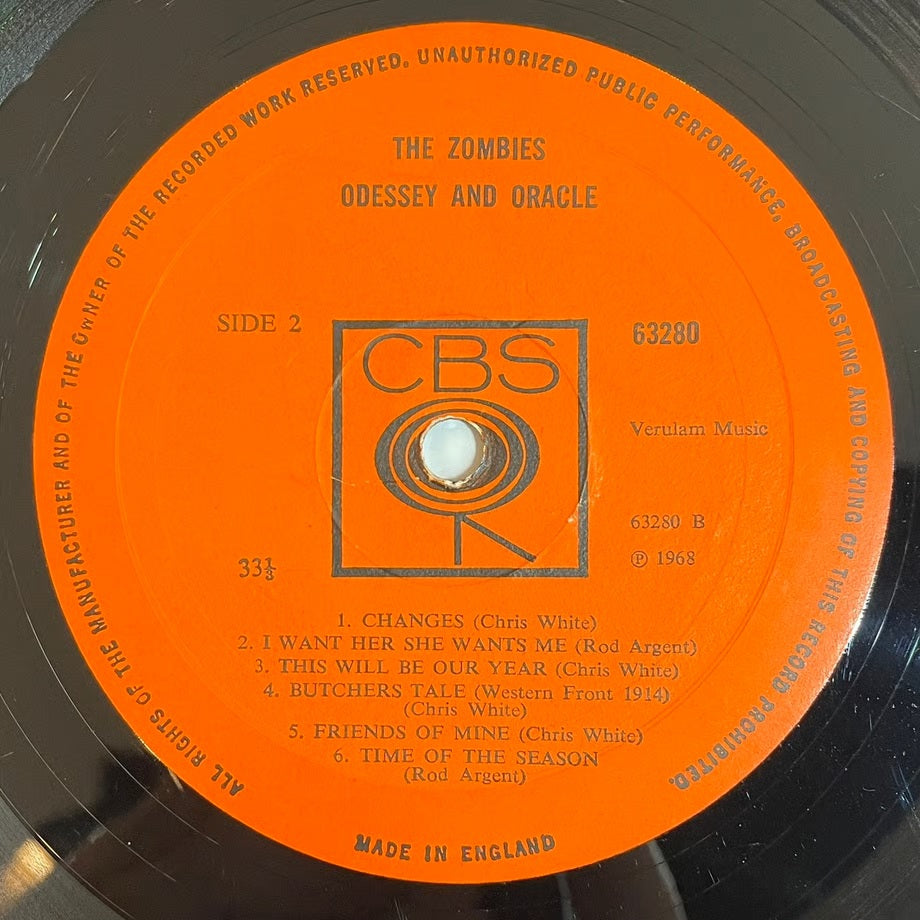 ALL RIGHTS OF THE MANUFACTURER AND OF THE OWNER OF THE RECORDED WORK RESERVED. UNAUTHORIZED PUBLIC PERFORMANCE, BROADCASTING AND COPYING OF THIS RECORD PROHIBITED.
THE ZOMBIES
ODESSEY AND ORACLE
SIDE 2
CBS
63280
Verulam Music
63280 B
33⅓
℗ 1968
1. CHANGES (Chris White)
2. I WANT HER SHE WANTS ME (Rod Argent)
3. THIS WILL BE OUR YEAR (Chris White)
4. BUTCHERS TALE (Western Front 1914)
(Chris White)
5. FRIENDS OF MINE (Chris White)
6. TIME OF THE SEASON
(Rod Argent)
MADE IN ENGLAND